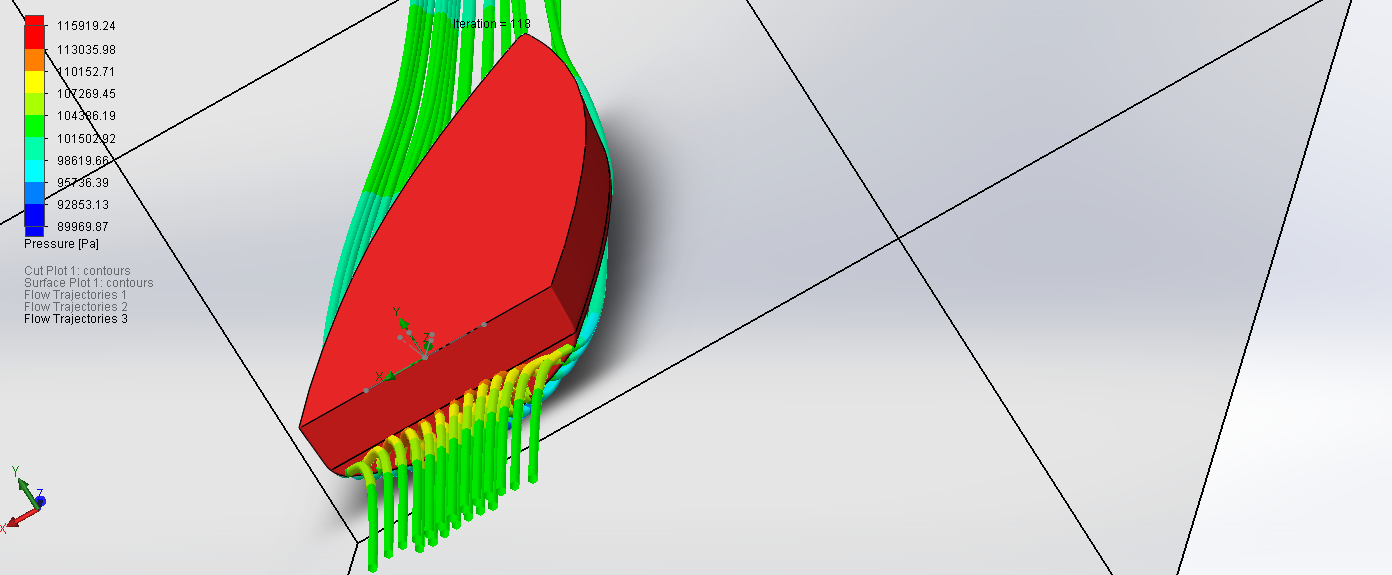 Iteration = 118
115919.24
113035.98
110152.71
107269.45
104386.19
101502.92
98619.66
95736.39
92853.13
89969.87
Pressure [Pa]
Cut Plot 1: contours
Surface Plot 1: contours
Flow Trajectories 1
Flow Trajectories 2
Flow Trajectories 3
Y
Z
X
Y
Z
X